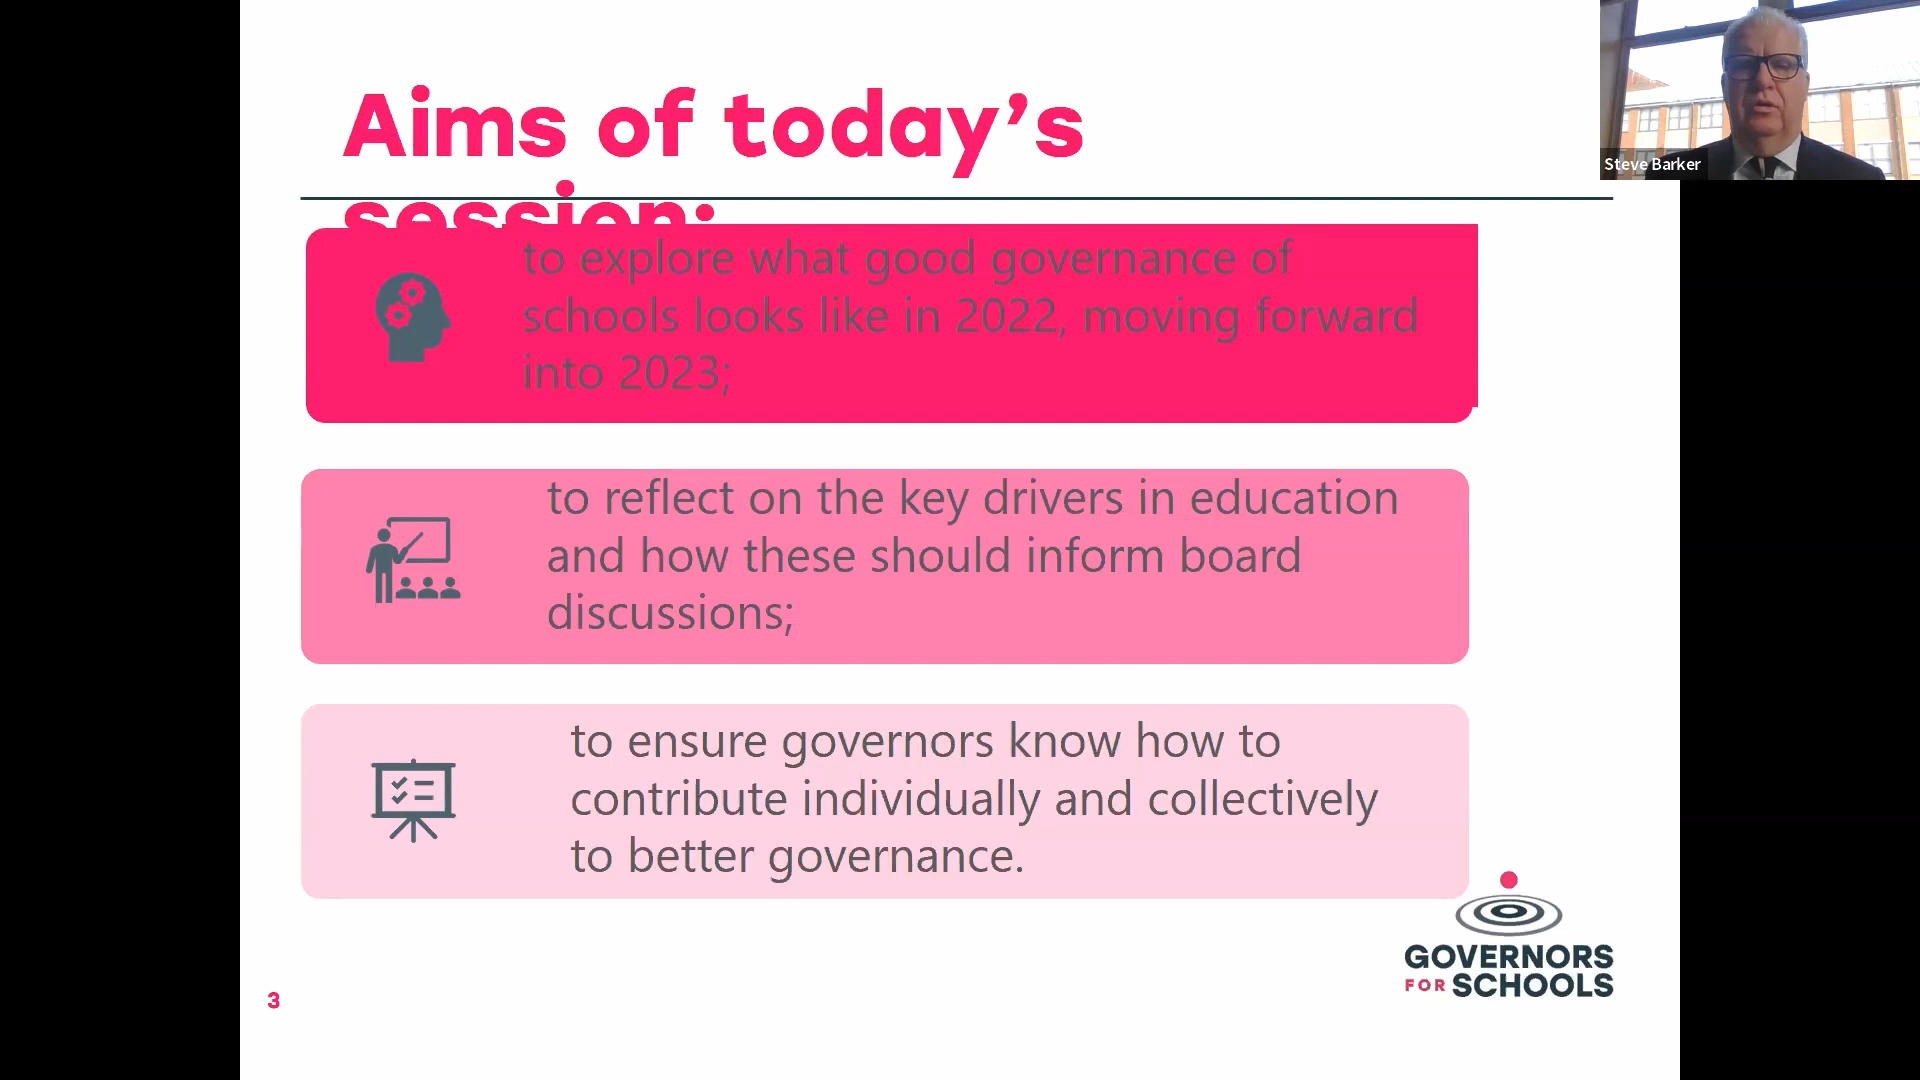 Aims of today’s
session:
to explore what good governance of
schools looks like in 2022, moving forward
into 2023;
to reflect on the key drivers in education
and how these should inform board
discussions;
to ensure governors know how to
contribute individually and collectively
to better governance.
GOVERNORS
FOR SCHOOLS
3
Steve Barker